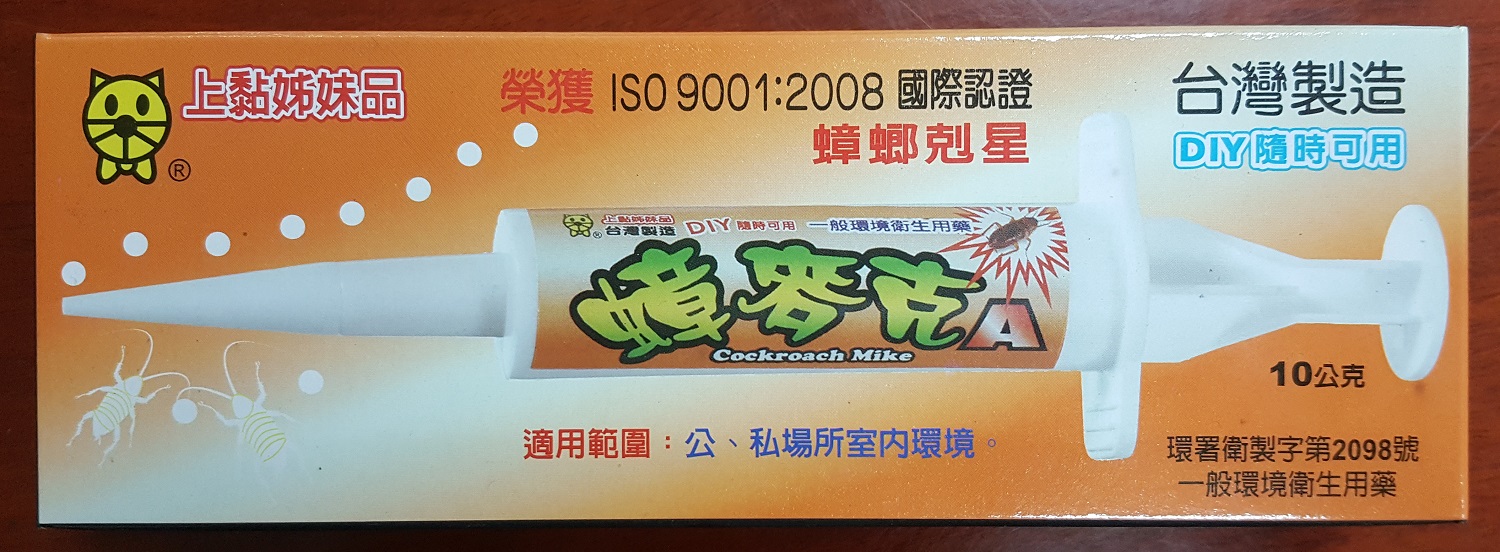 上黏姊妹品
®
榮獲 ISO 9001:2008 國際認證
蟑螂剋星
台灣製造
DIY隨時可用
上黏姊妹品
® 台灣製造 DIY 隨時可用 一般環境衛生用藥
蟑麥克A
Cockroach Mike
10公克
適用範圍：公、私場所室內環境。
環署衛製字第2098號
一般環境衛生用藥